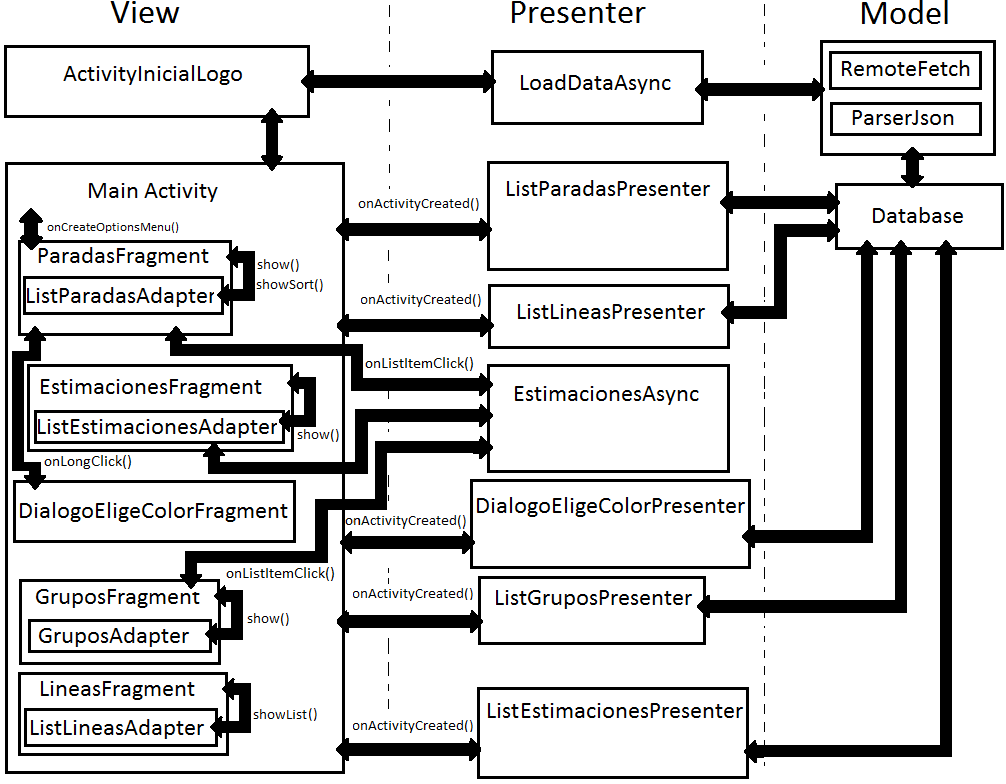 View
Presenter
Model
ActivityInicialLogo
LoadDataAsync
RemoteFetch
ParserJson
Main Activity
onActivityCreated()
ListParadasPresenter
Database
onCreateOptionsMenu()
ParadasFragment
ListParadasAdapter
show()
showSort()
onActivityCreated()
ListLineasPresenter
onListItemClick()
EstimacionesFragment
ListEstimacionesAdapter
show()
EstimacionesAsync
onLongClick()
DialogoEligeColorFragment
onActivityCreated()
DialogoEligeColorPresenter
onListItemClick()
GruposFragment
GruposAdapter
show()
onActivityCreated()
ListGruposPresenter
LineasFragment
ListLineasAdapter
showList()
onActivityCreated()
ListEstimacionesPresenter